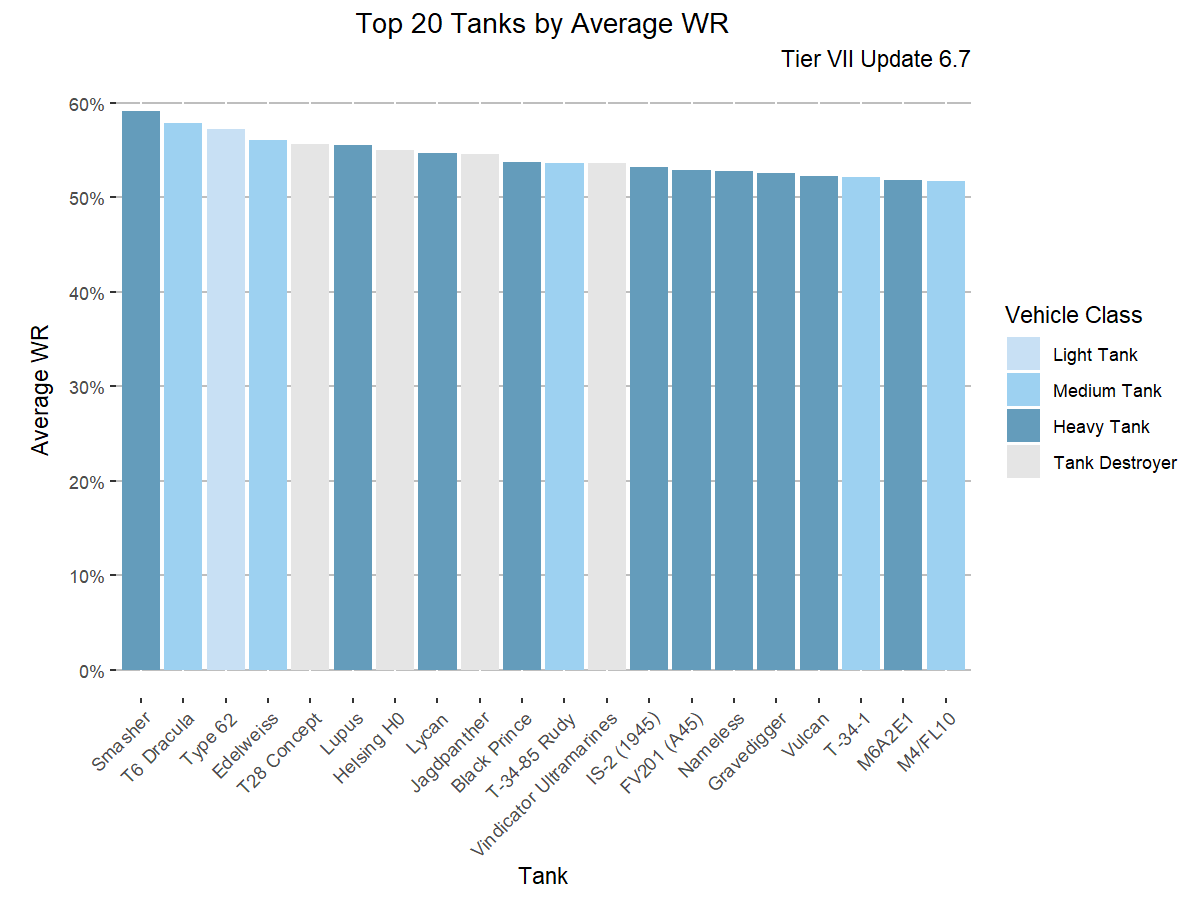 Top 20 Tanks by Average WR
Tier VII Update 6.7
60%
50%
40%
30%
20%
10%
0%
Average WR
Smasher
T6 Dracula
Type 62
Edelweiss
T28 Concept
Lupus
Helsing H0
Lycan
Jagdpanther
Black Prince
T-34-85 Rudy
Vindicator Ultramarines
IS-2 (1945)
FV201 (A45)
Nameless
Gravedigger
Vulcan
T-34-1
M6A2E1
M4/FL10
Tank
Vehicle Class
Light Tank
Medium Tank
Heavy Tank
Tank Destroyer